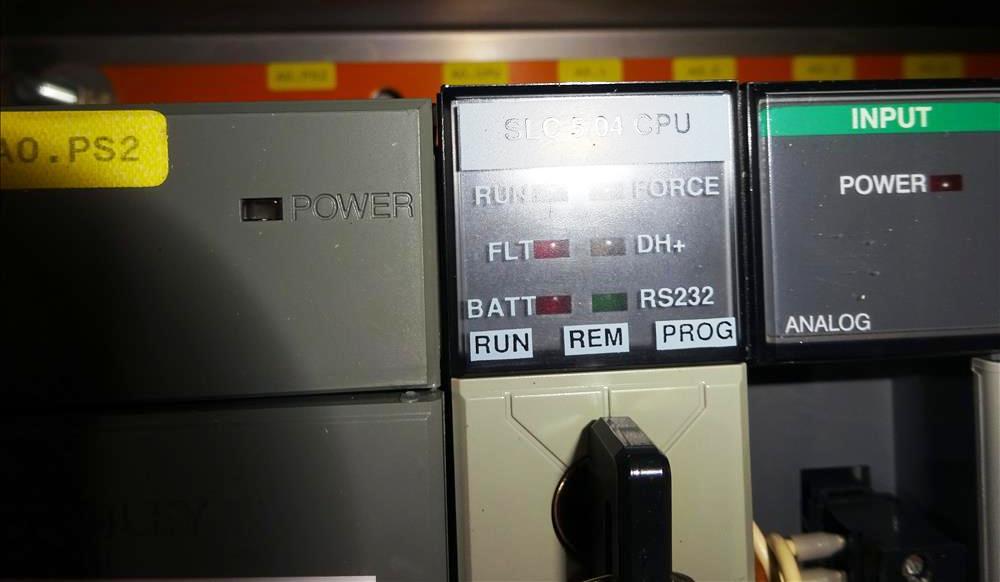 A0.PS2
POWER
SLC 5/04 CPU
RUN FORCE
FLT DH+
BATT RS232
RUN REM PROG
INPUT
POWER
ANALOG